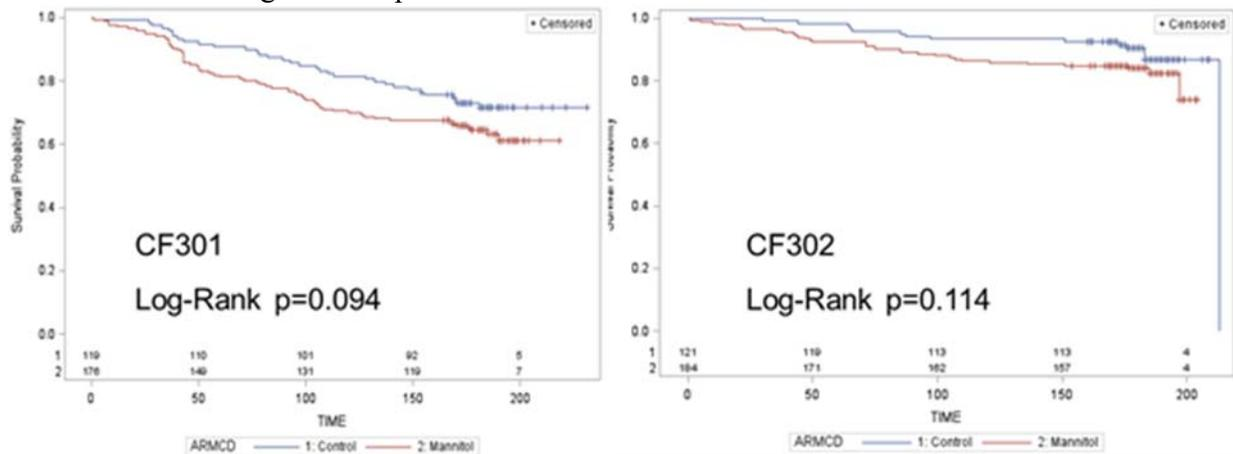 1.0
0.8
0.6
0.4
0.2
0.0
Survival Probability
+ Censored
CF301
Log-Rank p=0.094
1 119 110 101 92 5
2 176 149 131 119 7
0 50 100 150 200
TIME
ARMCD 1: Control 2: Mannitol
1.0
0.8
0.6
0.4
0.2
0.0
Survival Probability
+ Censored
CF302
Log-Rank p=0.114
1 121 119 113 113 4
2 184 171 162 157 4
0 50 100 150 200
TIME
ARMCD 1: Control 2: Mannitol